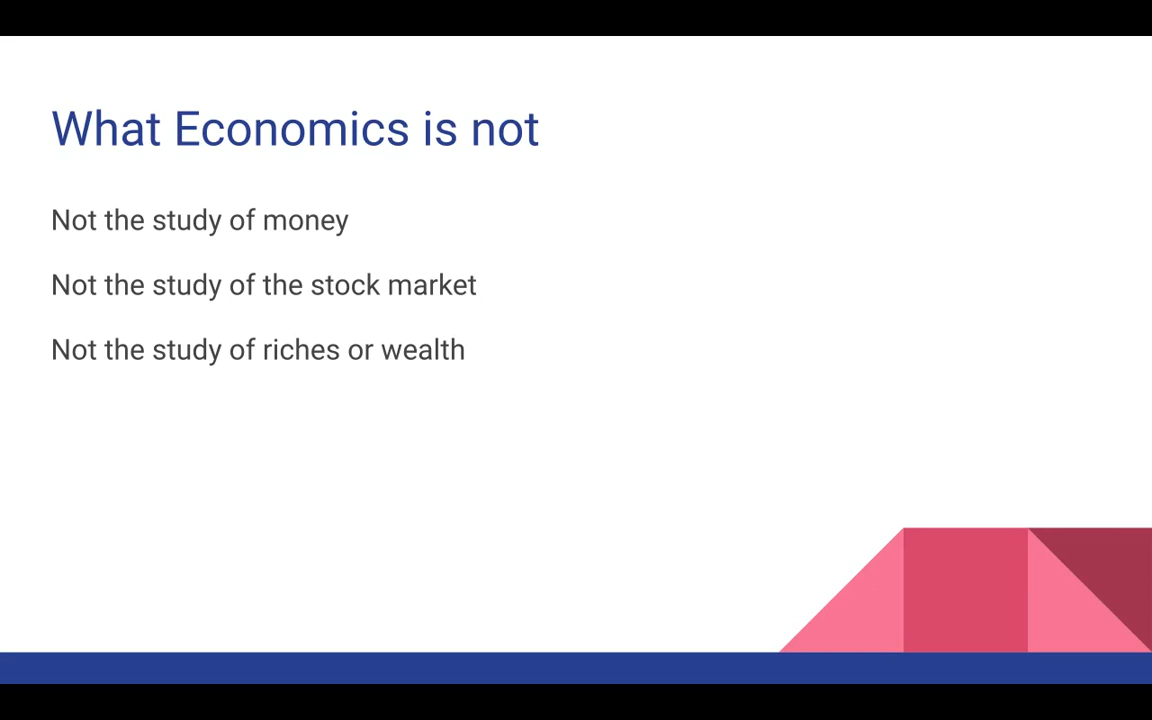 What Economics is not
Not the study of money
Not the study of the stock market
Not the study of riches or wealth